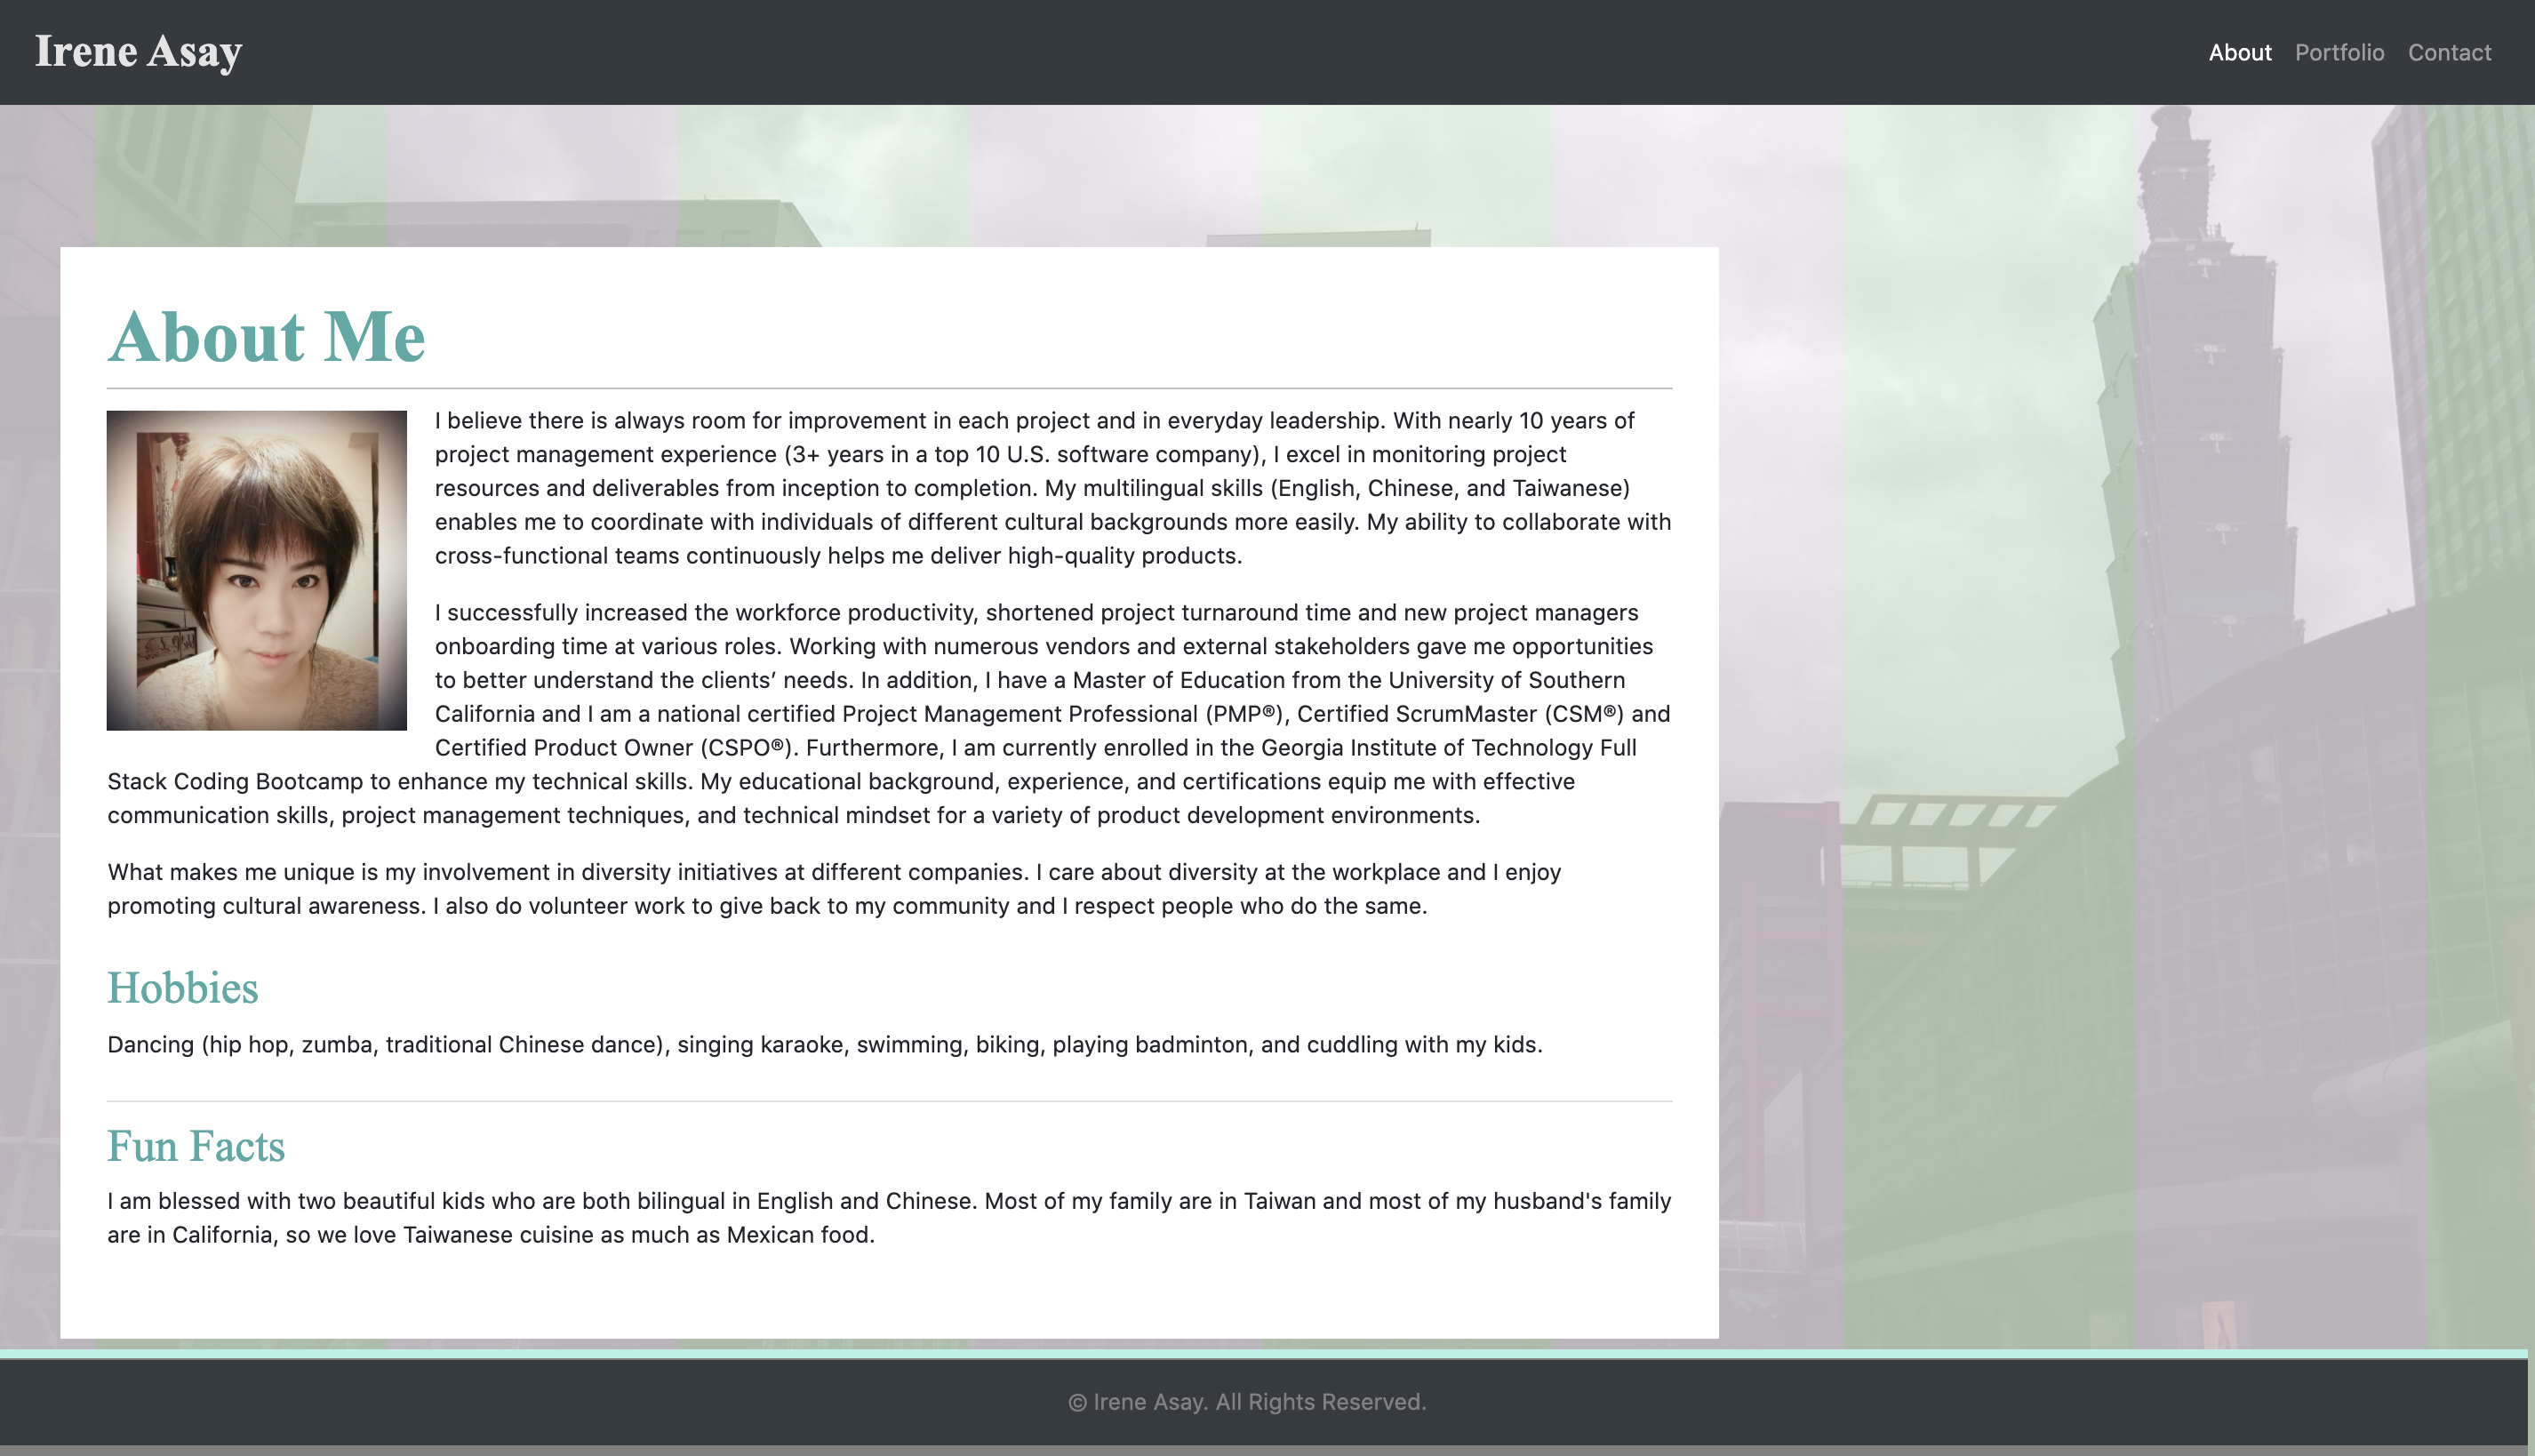 Irene Asay
About Portfolio Contact
About Me
I believe there is always room for improvement in each project and in everyday leadership. With nearly 10 years of
project management experience (3+ years in a top 10 U.S. software company), I excel in monitoring project
resources and deliverables from inception to completion. My multilingual skills (English, Chinese, and Taiwanese)
enables me to coordinate with individuals of different cultural backgrounds more easily. My ability to collaborate with
cross-functional teams continuously helps me deliver high-quality products.
I successfully increased the workforce productivity, shortened project turnaround time and new project managers
onboarding time at various roles. Working with numerous vendors and external stakeholders gave me opportunities
to better understand the clients’ needs. In addition, I have a Master of Education from the University of Southern
California and I am a national certified Project Management Professional (PMP®), Certified ScrumMaster (CSM®) and
Certified Product Owner (CSPO®). Furthermore, I am currently enrolled in the Georgia Institute of Technology Full
Stack Coding Bootcamp to enhance my technical skills. My educational background, experience, and certifications equip me with effective
communication skills, project management techniques, and technical mindset for a variety of product development environments.
What makes me unique is my involvement in diversity initiatives at different companies. I care about diversity at the workplace and I enjoy
promoting cultural awareness. I also do volunteer work to give back to my community and I respect people who do the same.
Hobbies
Dancing (hip hop, zumba, traditional Chinese dance), singing karaoke, swimming, biking, playing badminton, and cuddling with my kids.
Fun Facts
I am blessed with two beautiful kids who are both bilingual in English and Chinese. Most of my family are in Taiwan and most of my husband's family
are in California, so we love Taiwanese cuisine as much as Mexican food.
© Irene Asay. All Rights Reserved.